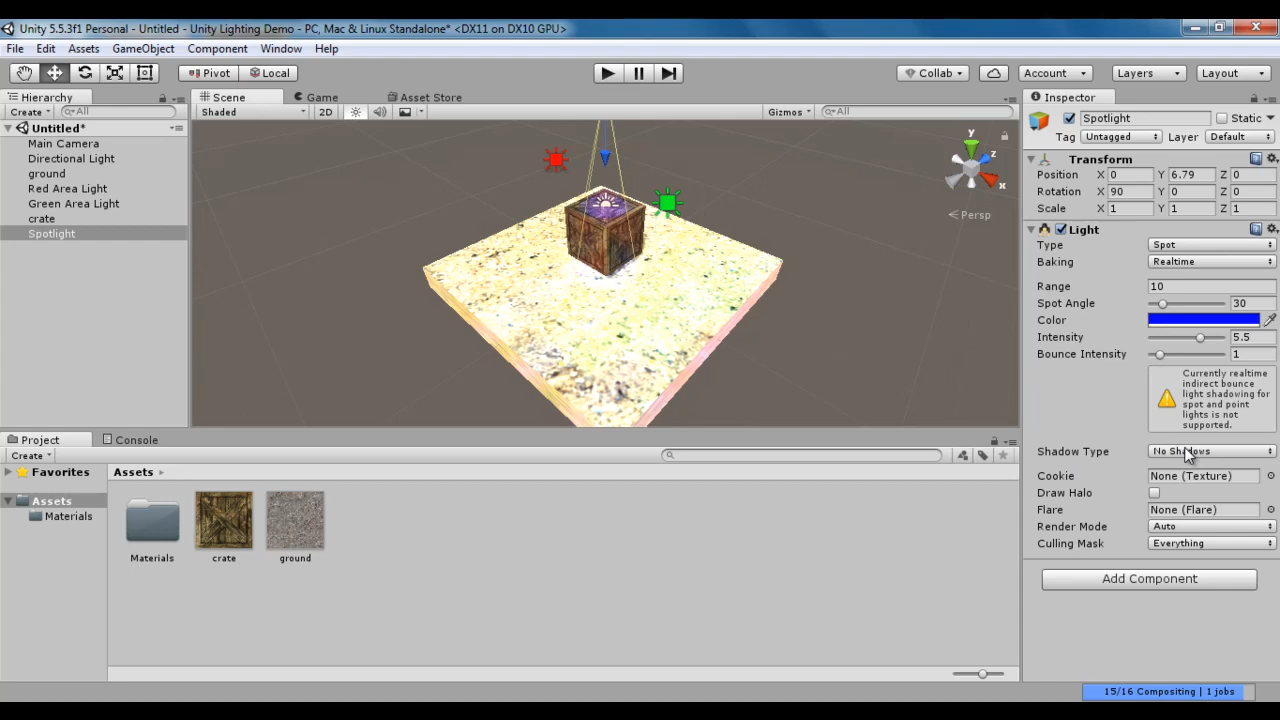 Unity 5.5.3f1 Personal - Untitled - Unity Lighting Demo - PC, Mac & Linux Standalone* <DX11 on DX10 GPU>
File Edit Assets GameObject Component Window Help
Pivot Local Collab Account Layers Layout
Hierarchy
Create All
Untitled*
Main Camera
Directional Light
ground
Red Area Light
Green Area Light
crate
Spotlight
Scene Game Asset Store
Shaded 2D Gizmos All
y
z
x
Persp
Inspector
Spotlight Static
Tag Untagged Layer Default
Transform
Position X 0 Y 6.79 Z 0
Rotation X 90 Y 0 Z 0
Scale X 1 Y 1 Z 1
Light
Type Spot
Baking Realtime
Range 10
Spot Angle 30
Color
Intensity 5.5
Bounce Intensity 1
Currently realtime
indirect bounce
light shadowing for
spot and point
lights is not
supported.
Shadow Type No Shadows
Cookie None (Texture)
Draw Halo
Flare None (Flare)
Render Mode Auto
Culling Mask Everything
Add Component
Project Console
Create
Favorites
Assets
Materials
Assets
Materials crate ground
15/16 Compositing | 1 jobs